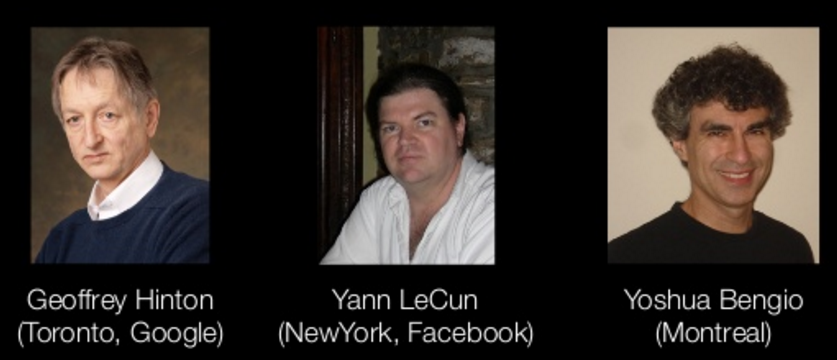 Geoffrey Hinton
(Toronto, Google)
Yann LeCun
(NewYork, Facebook)
Yoshua Bengio
(Montreal)